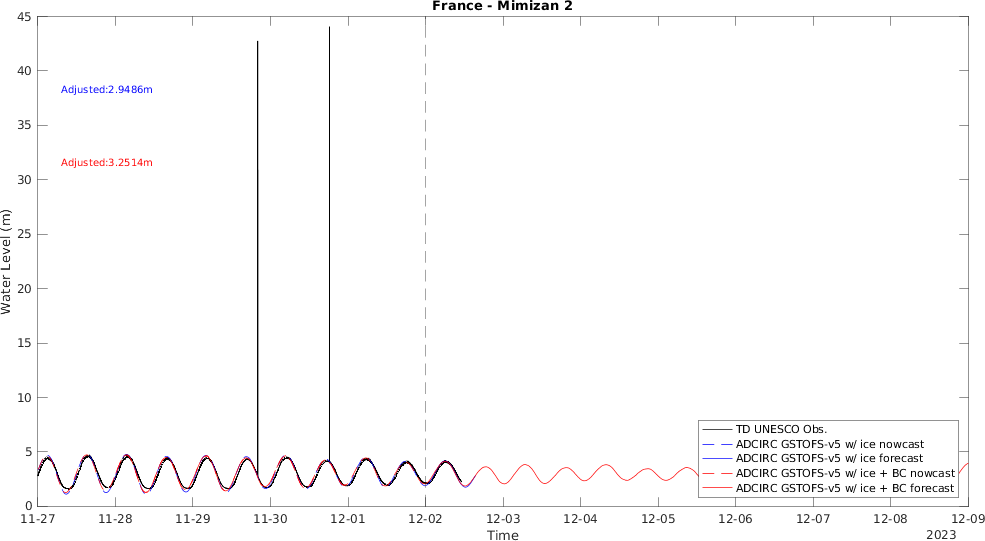 France - Mimizan 2
45
40
35
30
25
20
15
10
5
0
Water Level (m)
Adjusted:2.9486m
Adjusted:3.2514m
TD UNESCO Obs.
ADCIRC GSTOFS-v5 w/ ice nowcast
ADCIRC GSTOFS-v5 w/ ice forecast
ADCIRC GSTOFS-v5 w/ ice + BC nowcast
ADCIRC GSTOFS-v5 w/ ice + BC forecast
11-27 11-28 11-29 11-30 12-01 12-02 12-03 12-04 12-05 12-06 12-07 12-08 12-09
Time
2023